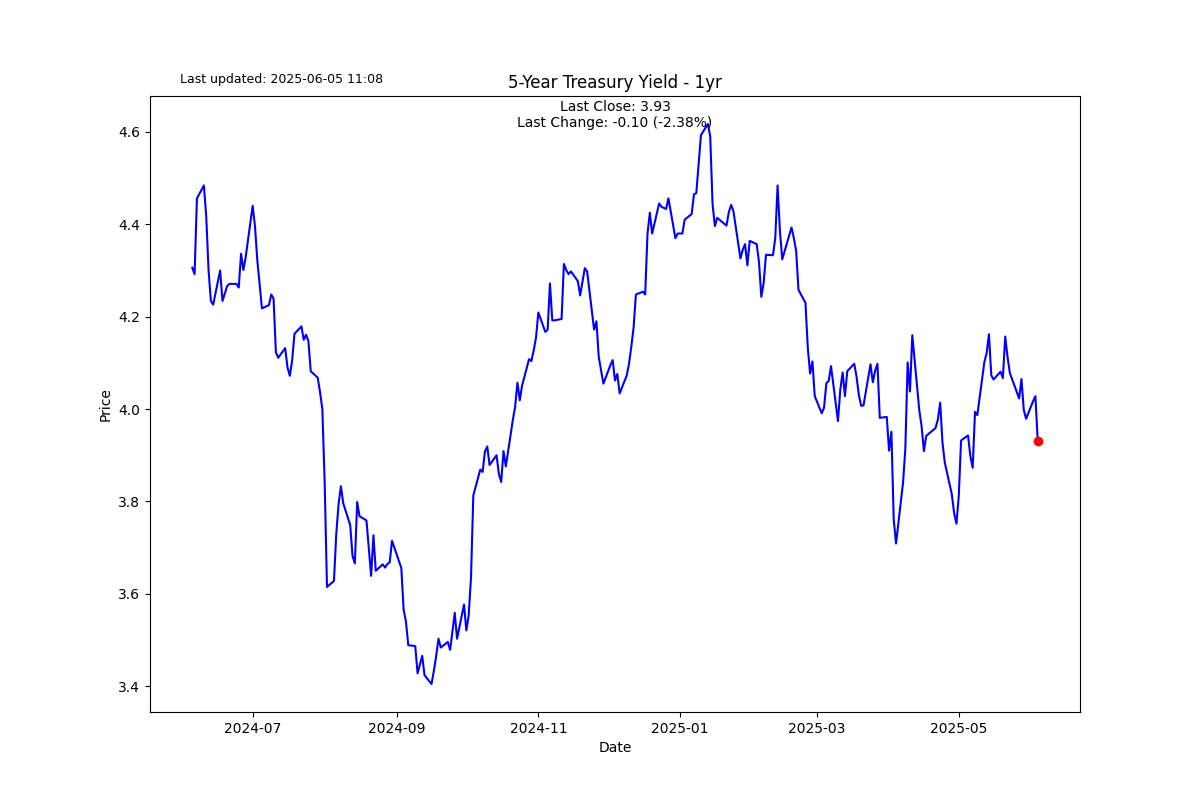 Last updated: 2025-06-05 11:08
5-Year Treasury Yield - 1yr
Last Close: 3.93
Last Change: -0.10 (-2.38%)
4.6
4.4
4.2
4.0
3.8
3.6
3.4
Price
2024-07
2024-09
2024-11
2025-01
2025-03
2025-05
Date